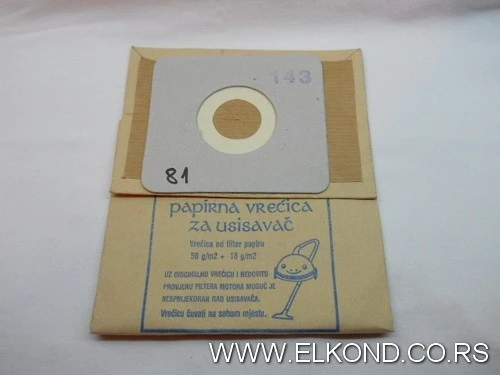 143
81
PAPIRNA VREĆICA
ZA USISAVAČ
Vrećica od filter papira
50 g/m2 + 18 g/m2
UZ ORIGINALNU VREĆICU I REDOVITU
PROVJERU FILTERA MOTORA MOGUĆ JE
BESPRIJEKORAN RAD USISAVAČA.
Vrećicu čuvati na suhom mjestu.
WWW.ELKOND.CO.RS